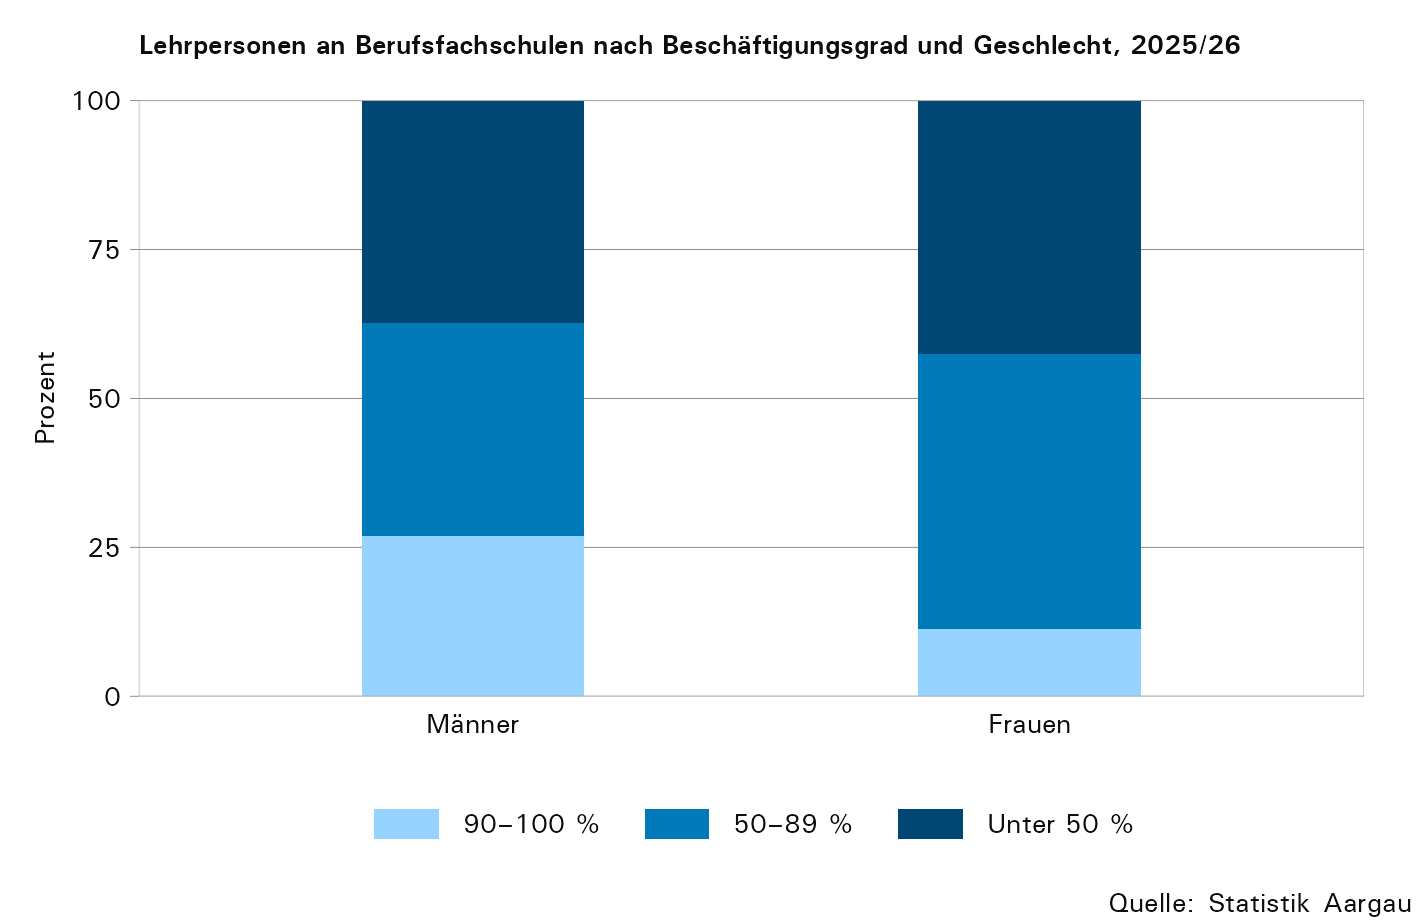 Lehrpersonen an Berufsfachschulen nach Beschäftigungsgrad und Geschlecht, 2025/26
100
75
50
25
0
Prozent
Männer
Frauen
90–100 %
50–89 %
Unter 50 %
Quelle: Statistik Aargau